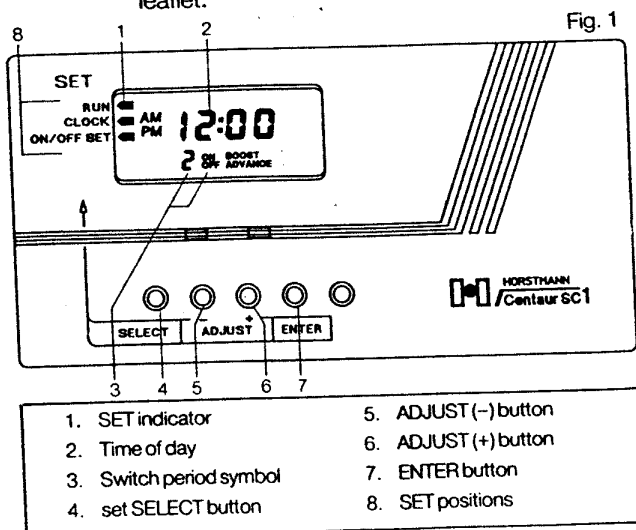 leaflet.
Fig. 1
8 1 2
SET
RUN
CLOCK
ON/OFF SET
AM
PM
12:00
2 ON BOOST
OFF ADVANCE
HORSTMANN
Centaur SC1
SELECT - ADJUST + ENTER
3 4 5 6 7
1. SET indicator
2. Time of day
3. Switch period symbol
4. set SELECT button
5. ADJUST (-) button
6. ADJUST (+) button
7. ENTER button
8. SET positions